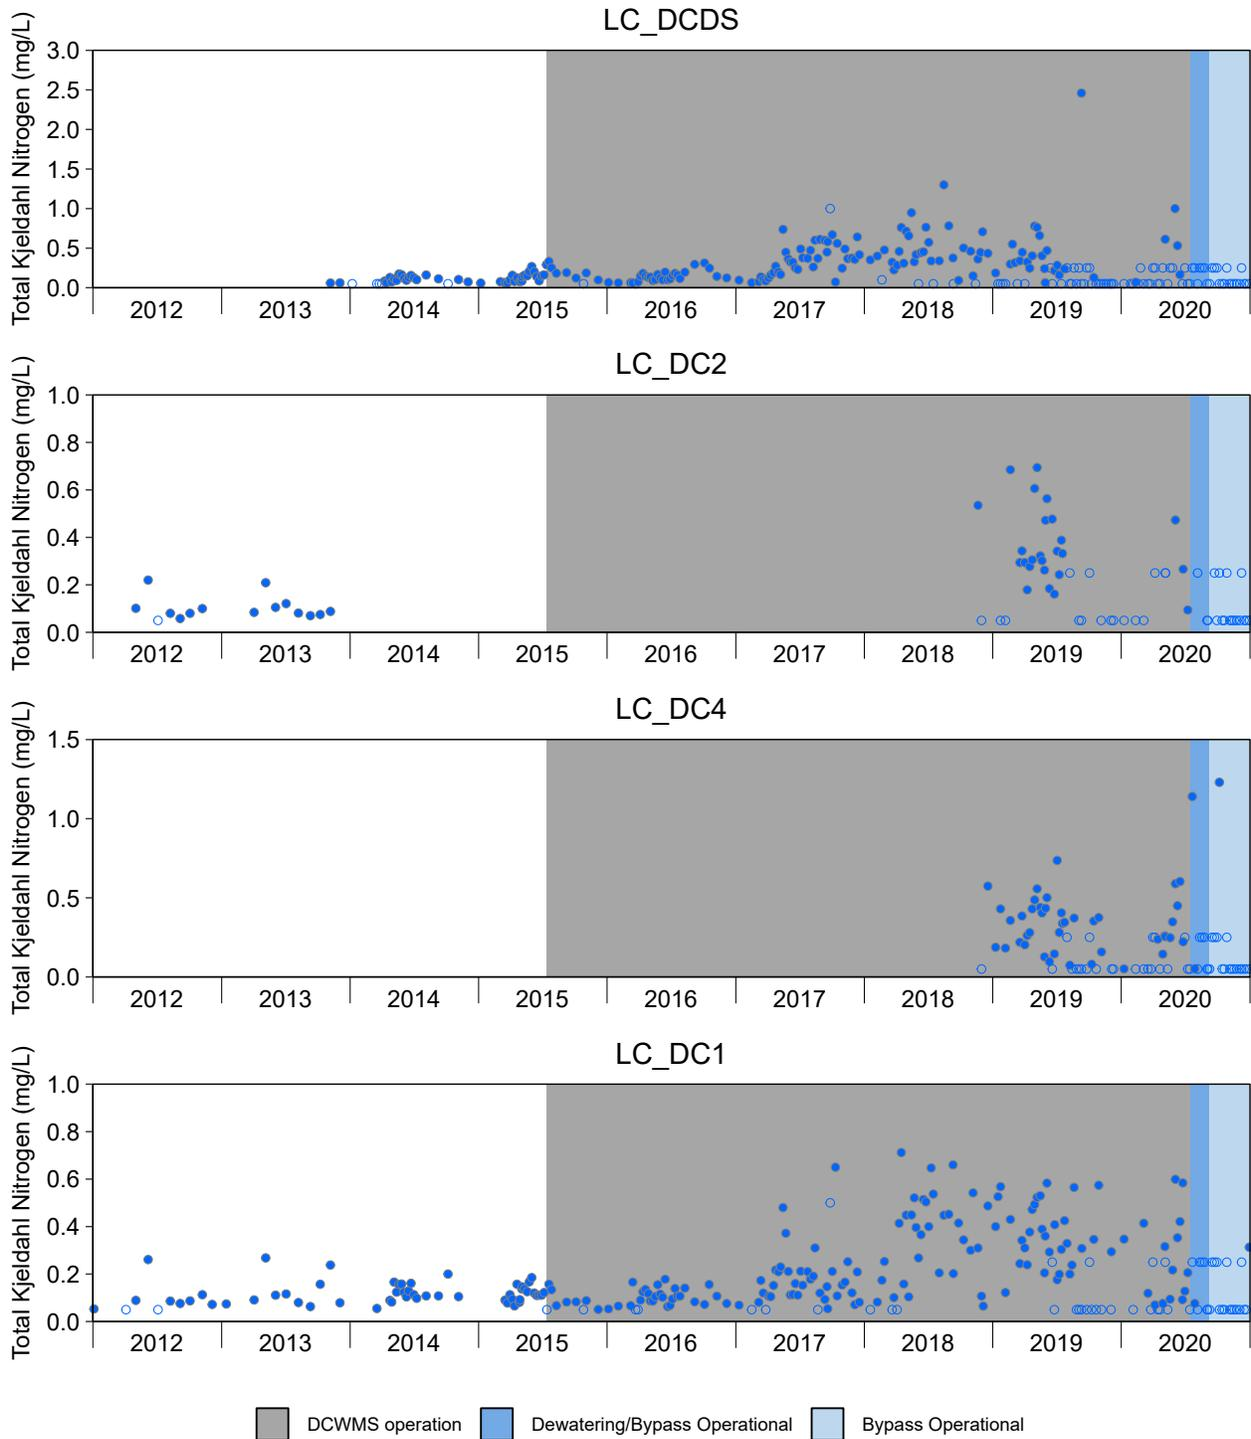 LC_DCDS
Total Kjeldahl Nitrogen (mg/L)
3.0
2.5
2.0
1.5
1.0
0.5
0.0
2012 2013 2014 2015 2016 2017 2018 2019 2020
LC_DC2
Total Kjeldahl Nitrogen (mg/L)
1.0
0.8
0.6
0.4
0.2
0.0
2012 2013 2014 2015 2016 2017 2018 2019 2020
LC_DC4
Total Kjeldahl Nitrogen (mg/L)
1.5
1.0
0.5
0.0
2012 2013 2014 2015 2016 2017 2018 2019 2020
LC_DC1
Total Kjeldahl Nitrogen (mg/L)
1.0
0.8
0.6
0.4
0.2
0.0
2012 2013 2014 2015 2016 2017 2018 2019 2020
DCWMS operation Dewatering/Bypass Operational Bypass Operational